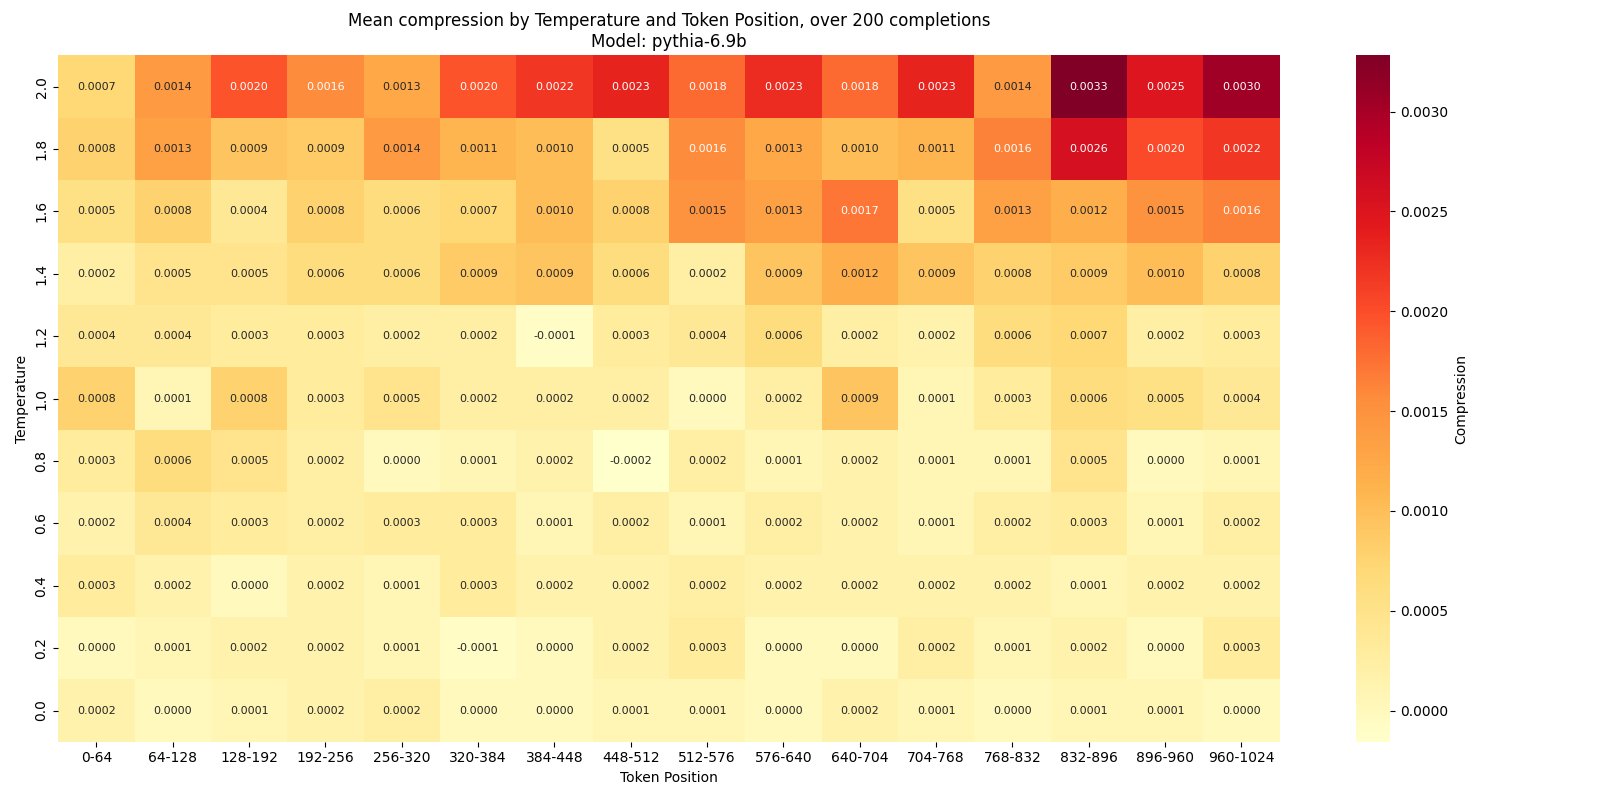 Mean compression by Temperature and Token Position, over 200 completions
Model: pythia-6.9b
2.0 0.0007 0.0014 0.0020 0.0016 0.0013 0.0020 0.0022 0.0023 0.0018 0.0023 0.0018 0.0023 0.0014 0.0033 0.0025 0.0030
1.8 0.0008 0.0013 0.0009 0.0009 0.0014 0.0011 0.0010 0.0005 0.0016 0.0013 0.0010 0.0011 0.0016 0.0026 0.0020 0.0022
1.6 0.0005 0.0008 0.0004 0.0008 0.0006 0.0007 0.0010 0.0008 0.0015 0.0013 0.0017 0.0005 0.0013 0.0012 0.0015 0.0016
1.4 0.0002 0.0005 0.0005 0.0006 0.0006 0.0009 0.0009 0.0006 0.0002 0.0009 0.0012 0.0009 0.0008 0.0009 0.0010 0.0008
1.2 0.0004 0.0004 0.0003 0.0003 0.0002 0.0002 -0.0001 0.0003 0.0004 0.0006 0.0002 0.0002 0.0006 0.0007 0.0002 0.0003
1.0 0.0008 0.0001 0.0008 0.0003 0.0005 0.0002 0.0002 0.0002 0.0000 0.0002 0.0009 0.0001 0.0003 0.0006 0.0005 0.0004
0.8 0.0003 0.0006 0.0005 0.0002 0.0000 0.0001 0.0002 -0.0002 0.0002 0.0001 0.0002 0.0001 0.0001 0.0005 0.0000 0.0001
0.6 0.0002 0.0004 0.0003 0.0002 0.0003 0.0003 0.0001 0.0002 0.0001 0.0002 0.0002 0.0001 0.0002 0.0003 0.0001 0.0002
0.4 0.0003 0.0002 0.0000 0.0002 0.0001 0.0003 0.0002 0.0002 0.0002 0.0002 0.0002 0.0002 0.0002 0.0001 0.0002 0.0002
0.2 0.0000 0.0001 0.0002 0.0002 0.0001 -0.0001 0.0000 0.0002 0.0003 0.0000 0.0000 0.0002 0.0001 0.0002 0.0000 0.0003
0.0 0.0002 0.0000 0.0001 0.0002 0.0002 0.0000 0.0000 0.0001 0.0001 0.0000 0.0002 0.0001 0.0000 0.0001 0.0001 0.0000
0-64 64-128 128-192 192-256 256-320 320-384 384-448 448-512 512-576 576-640 640-704 704-768 768-832 832-896 896-960 960-1024
Token Position
Temperature
0.0030
0.0025
0.0020
0.0015
0.0010
0.0005
0.0000
Compression